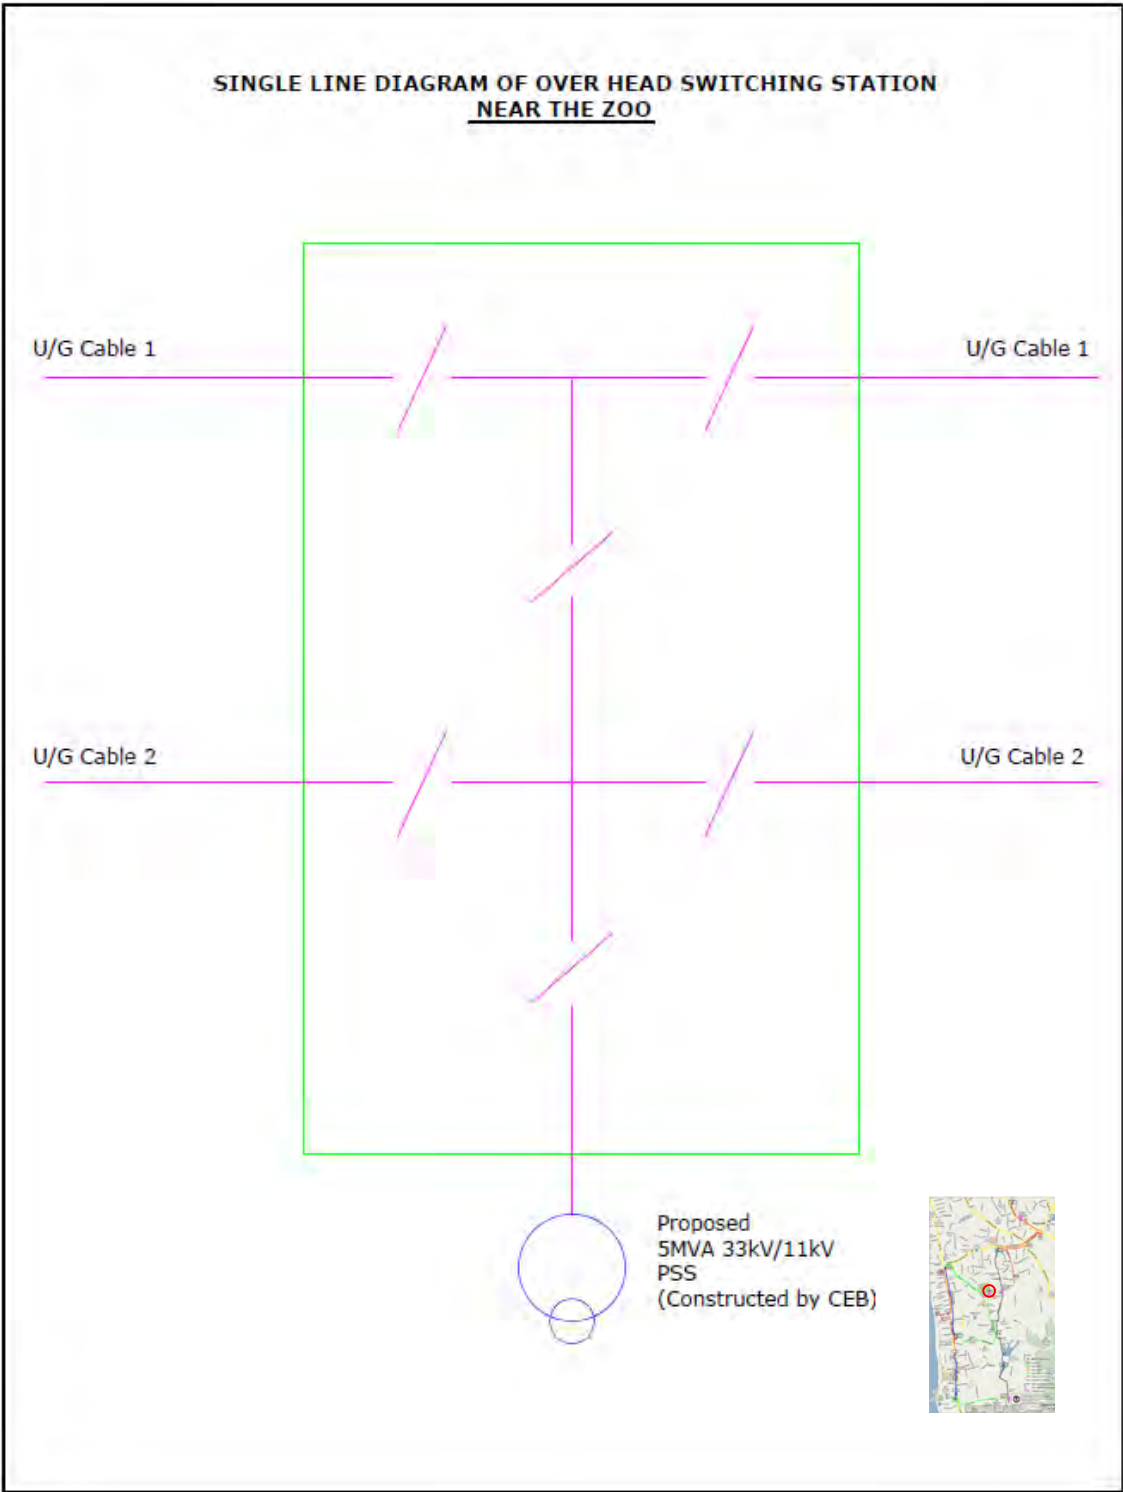 SINGLE LINE DIAGRAM OF OVER HEAD SWITCHING STATION
NEAR THE ZOO
U/G Cable 1
U/G Cable 1
U/G Cable 2
U/G Cable 2
Proposed
5MVA 33kV/11kV
PSS
(Constructed by CEB)